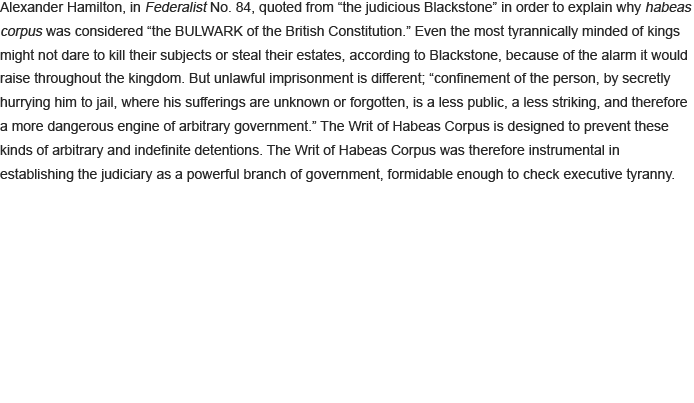 Alexander Hamilton, in Federalist No. 84, quoted from “the judicious Blackstone” in order to explain why habeas
corpus was considered “the BULWARK of the British Constitution.” Even the most tyrannically minded of kings
might not dare to kill their subjects or steal their estates, according to Blackstone, because of the alarm it would
raise throughout the kingdom. But unlawful imprisonment is different; “confinement of the person, by secretly
hurrying him to jail, where his sufferings are unknown or forgotten, is a less public, a less striking, and therefore
a more dangerous engine of arbitrary government.” The Writ of Habeas Corpus is designed to prevent these
kinds of arbitrary and indefinite detentions. The Writ of Habeas Corpus was therefore instrumental in
establishing the judiciary as a powerful branch of government, formidable enough to check executive tyranny.